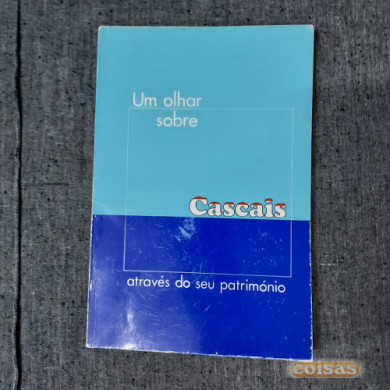 Um olhar
sobre
Cascais
através do seu património
coisas